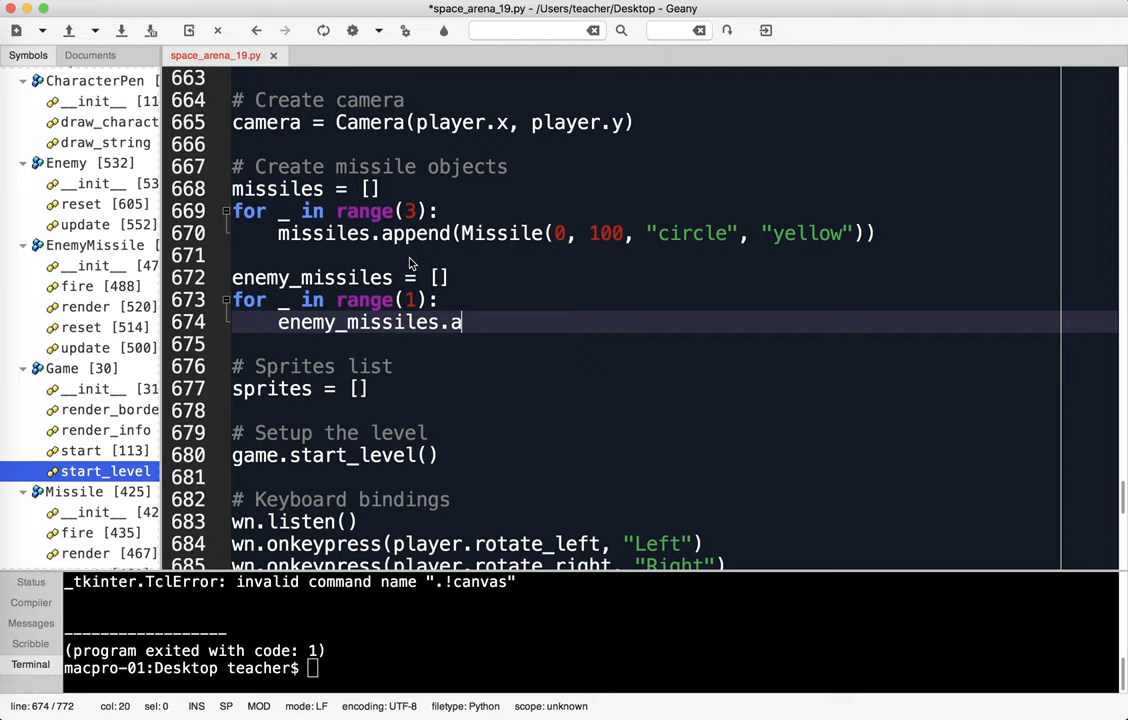 *space_arena_19.py - /Users/teacher/Desktop - Geany
Symbols Documents
space_arena_19.py
CharacterPen [
__init__ [11
draw_charact
draw_string
Enemy [532]
__init__ [53
reset [605]
update [552]
EnemyMissile
__init__ [47
fire [488]
render [520]
reset [514]
update [500]
Game [30]
__init__ [31
render_borde
render_info
start [113]
start_level
Missile [425]
__init__ [42
fire [435]
render [467]
663
664 # Create camera
665 camera = Camera(player.x, player.y)
666
667 # Create missile objects
668 missiles = []
669 for _ in range(3):
670     missiles.append(Missile(0, 100, "circle", "yellow"))
671
672 enemy_missiles = []
673 for _ in range(1):
674     enemy_missiles.a
675
676 # Sprites list
677 sprites = []
678
679 # Setup the level
680 game.start_level()
681
682 # Keyboard bindings
683 wn.listen()
684 wn.onkeypress(player.rotate_left, "Left")
685 wn.onkeypress(player.rotate_right, "Right")
Status
Compiler
Messages
Scribble
Terminal
_tkinter.TclError: invalid command name ".!canvas"
------------------
(program exited with code: 1)
macpro-01:Desktop teacher$
line: 674 / 772 col: 20 sel: 0 INS SP MOD mode: LF encoding: UTF-8 filetype: Python scope: unknown